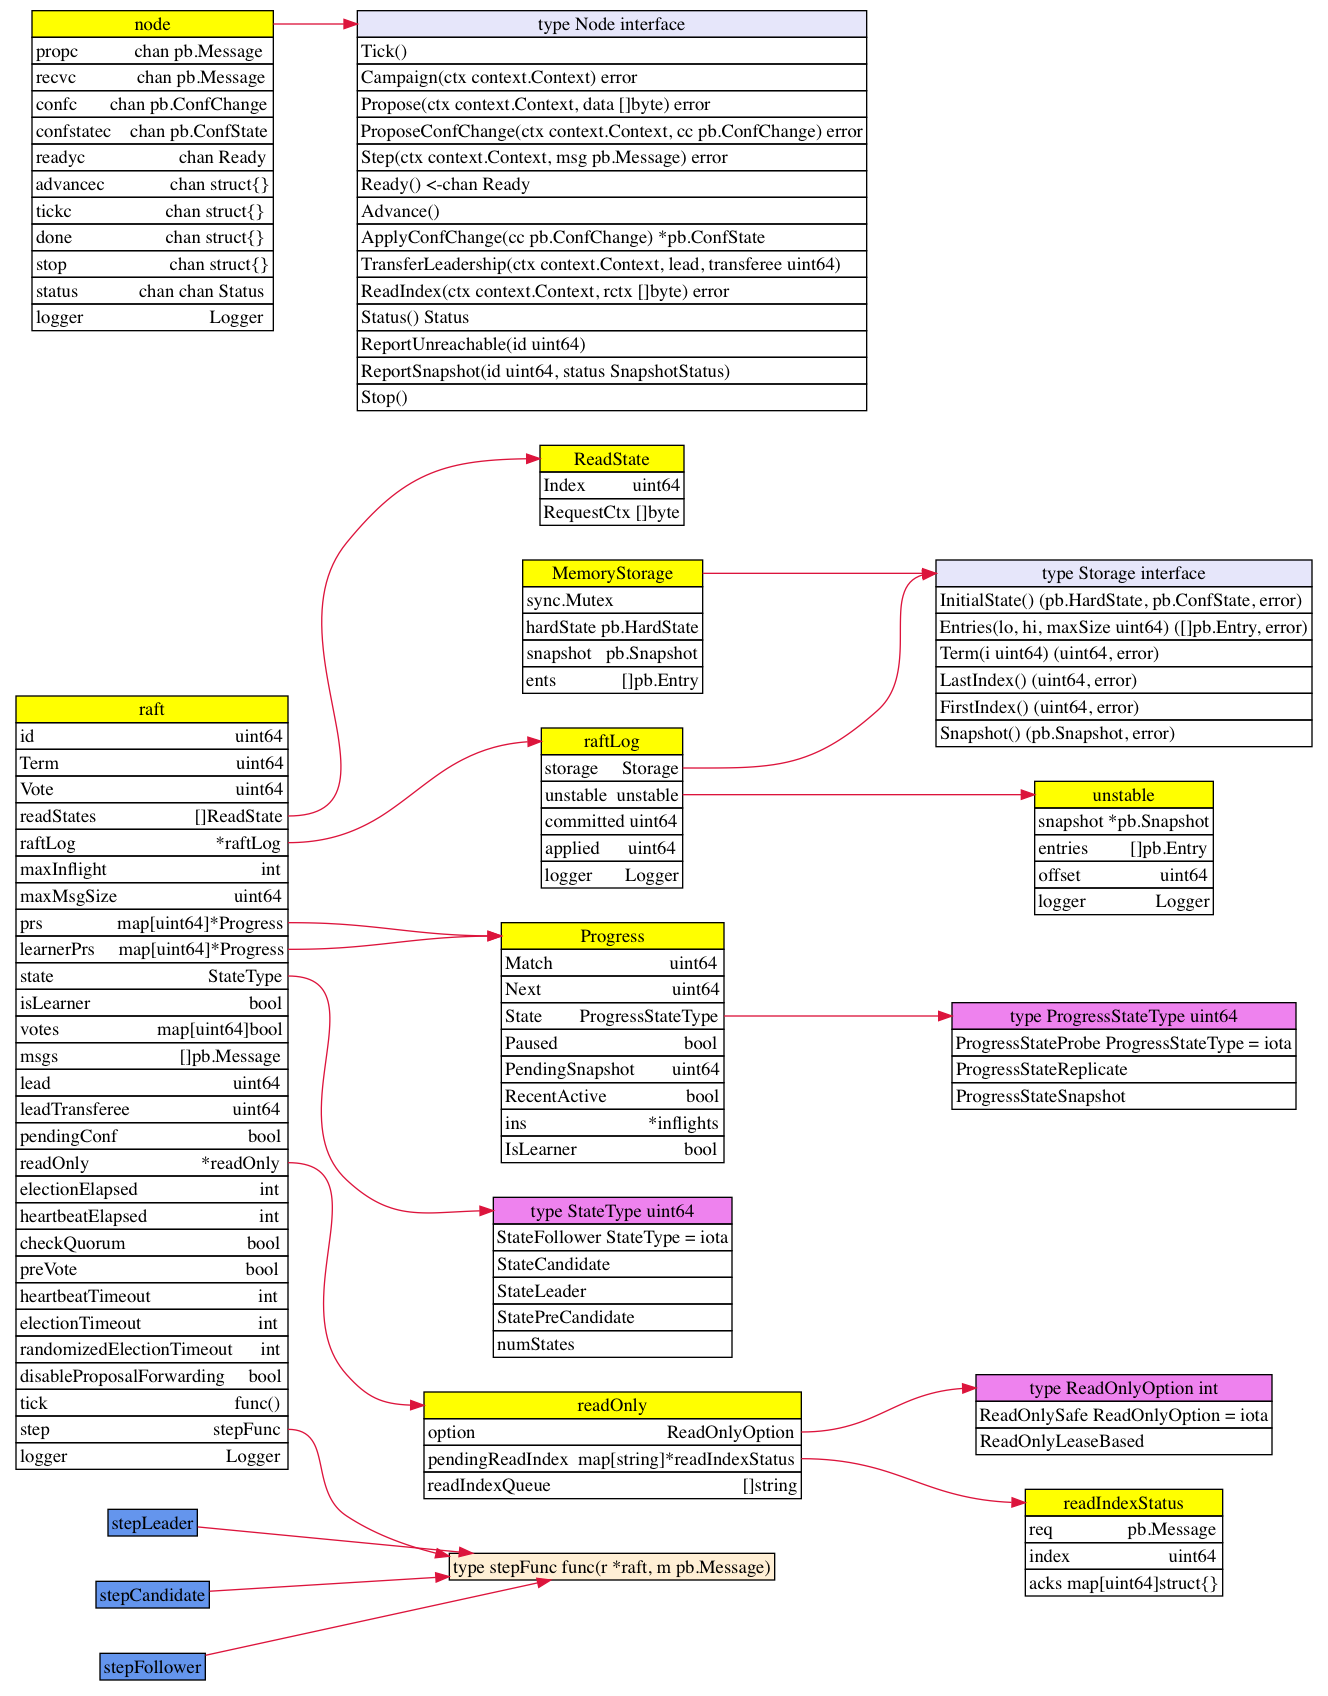 node
propc chan pb.Message
recvc chan pb.Message
confc chan pb.ConfChange
confstatec chan pb.ConfState
readyc chan Ready
advancec chan struct{}
tickc chan struct{}
done chan struct{}
stop chan struct{}
status chan chan Status
logger Logger
type Node interface
Tick()
Campaign(ctx context.Context) error
Propose(ctx context.Context, data []byte) error
ProposeConfChange(ctx context.Context, cc pb.ConfChange) error
Step(ctx context.Context, msg pb.Message) error
Ready() <-chan Ready
Advance()
ApplyConfChange(cc pb.ConfChange) *pb.ConfState
TransferLeadership(ctx context.Context, lead, transferee uint64)
ReadIndex(ctx context.Context, rctx []byte) error
Status() Status
ReportUnreachable(id uint64)
ReportSnapshot(id uint64, status SnapshotStatus)
Stop()
ReadState
Index uint64
RequestCtx []byte
MemoryStorage
sync.Mutex
hardState pb.HardState
snapshot pb.Snapshot
ents []pb.Entry
type Storage interface
InitialState() (pb.HardState, pb.ConfState, error)
Entries(lo, hi, maxSize uint64) ([]pb.Entry, error)
Term(i uint64) (uint64, error)
LastIndex() (uint64, error)
FirstIndex() (uint64, error)
Snapshot() (pb.Snapshot, error)
raft
id uint64
Term uint64
Vote uint64
readStates []ReadState
raftLog *raftLog
maxInflight int
maxMsgSize uint64
prs map[uint64]*Progress
learnerPrs map[uint64]*Progress
state StateType
isLearner bool
votes map[uint64]bool
msgs []pb.Message
lead uint64
leadTransferee uint64
pendingConf bool
readOnly *readOnly
electionElapsed int
heartbeatElapsed int
checkQuorum bool
preVote bool
heartbeatTimeout int
electionTimeout int
randomizedElectionTimeout int
disableProposalForwarding bool
tick func()
step stepFunc
logger Logger
raftLog
storage Storage
unstable unstable
committed uint64
applied uint64
logger Logger
unstable
snapshot *pb.Snapshot
entries []pb.Entry
offset uint64
logger Logger
Progress
Match uint64
Next uint64
State ProgressStateType
Paused bool
PendingSnapshot uint64
RecentActive bool
ins *inflights
IsLearner bool
type ProgressStateType uint64
ProgressStateProbe ProgressStateType = iota
ProgressStateReplicate
ProgressStateSnapshot
type StateType uint64
StateFollower StateType = iota
StateCandidate
StateLeader
StatePreCandidate
numStates
readOnly
option ReadOnlyOption
pendingReadIndex map[string]*readIndexStatus
readIndexQueue []string
type ReadOnlyOption int
ReadOnlySafe ReadOnlyOption = iota
ReadOnlyLeaseBased
readIndexStatus
req pb.Message
index uint64
acks map[uint64]struct{}
stepLeader
type stepFunc func(r *raft, m pb.Message)
stepCandidate
stepFollower